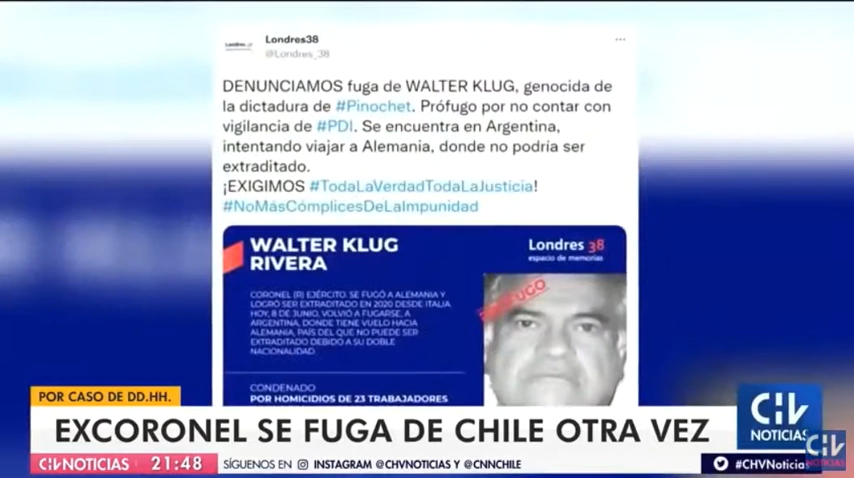 Londres38
@Londres_38
DENUNCIAMOS fuga de WALTER KLUG, genocida de
la dictadura de #Pinochet. Prófugo por no contar con
vigilancia de #PDI. Se encuentra en Argentina,
intentando viajar a Alemania, donde no podría ser
extraditado.
¡EXIGIMOS #TodaLaVerdadTodaLaJusticia!
#NoMásCómplicesDeLaImpunidad
WALTER KLUG
RIVERA
Londres 38
espacio de memorias
CORONEL (R) EJÉRCITO. SE FUGÓ A ALEMANIA Y
LOGRÓ SER EXTRADITADO EN 2020 DESDE ITALIA.
HOY, 8 DE JUNIO, VOLVIÓ A FUGARSE, A
ARGENTINA, DONDE TIENE VUELO HACIA
ALEMANIA, PAÍS DEL QUE NO PUEDE SER
EXTRADITADO DEBIDO A SU DOBLE
NACIONALIDAD.
CONDENADO
POR HOMICIDIOS DE 23 TRABAJADORES
POR CASO DE DD.HH.
EXCORONEL SE FUGA DE CHILE OTRA VEZ
CHV
NOTICIAS
CHV NOTICIAS 21:48
SÍGUENOS EN INSTAGRAM @CHVNOTICIAS Y @CNNCHILE
#CHVNoticias
CHV
NOTICIAS